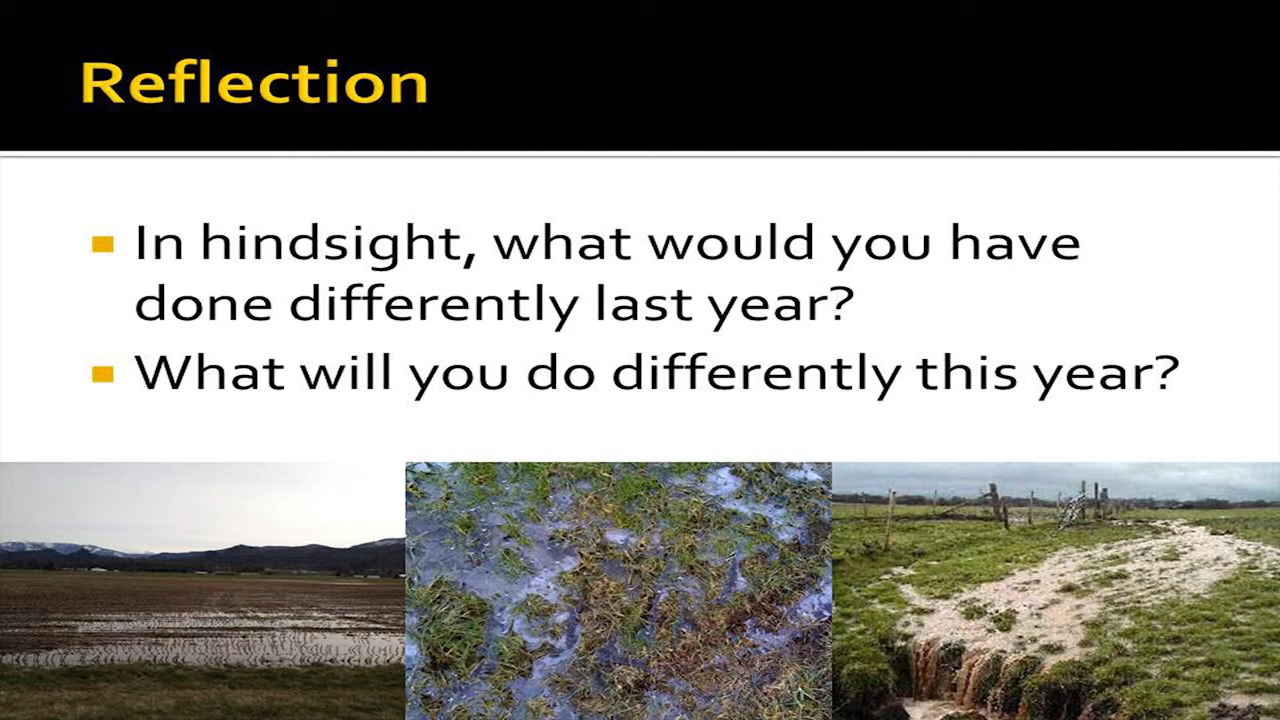 Reflection
In hindsight, what would you have
done differently last year?
What will you do differently this year?